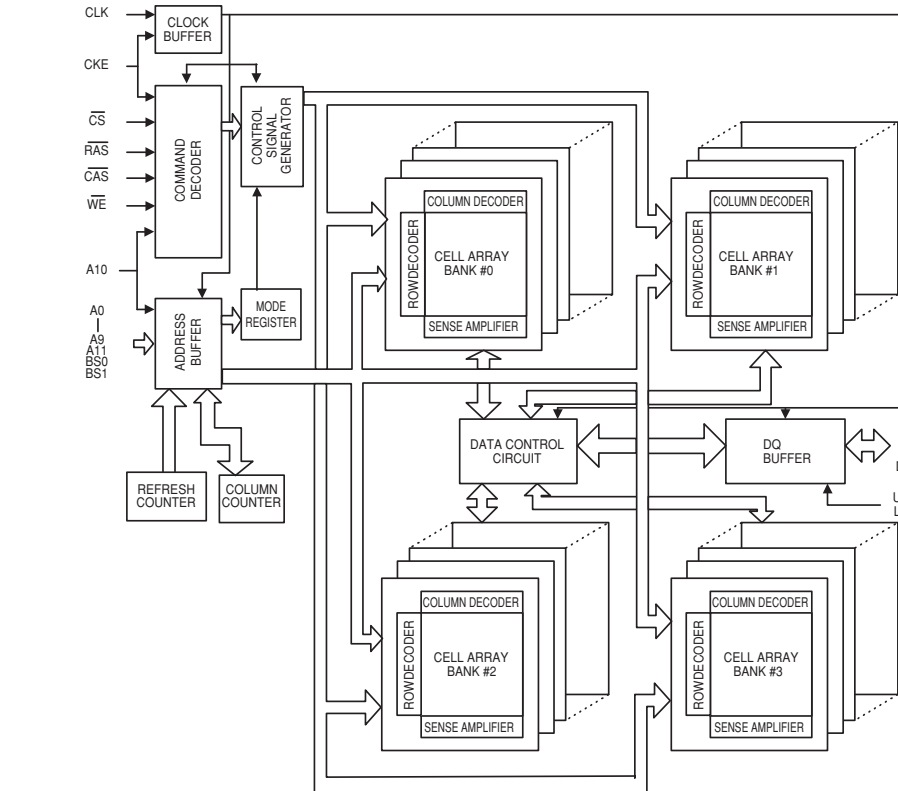 CLK
CLOCK
BUFFER
CKE
CS
RAS
CAS
WE
COMMAND
DECODER
CONTROL
SIGNAL
GENERATOR
A10
A0
A9
A11
BS0
BS1
ADDRESS
BUFFER
MODE
REGISTER
REFRESH
COUNTER
COLUMN
COUNTER
COLUMN DECODER
ROWDECODER
CELL ARRAY
BANK #0
SENSE AMPLIFIER
COLUMN DECODER
ROWDECODER
CELL ARRAY
BANK #1
SENSE AMPLIFIER
DATA CONTROL
CIRCUIT
DQ
BUFFER
COLUMN DECODER
ROWDECODER
CELL ARRAY
BANK #2
SENSE AMPLIFIER
COLUMN DECODER
ROWDECODER
CELL ARRAY
BANK #3
SENSE AMPLIFIER